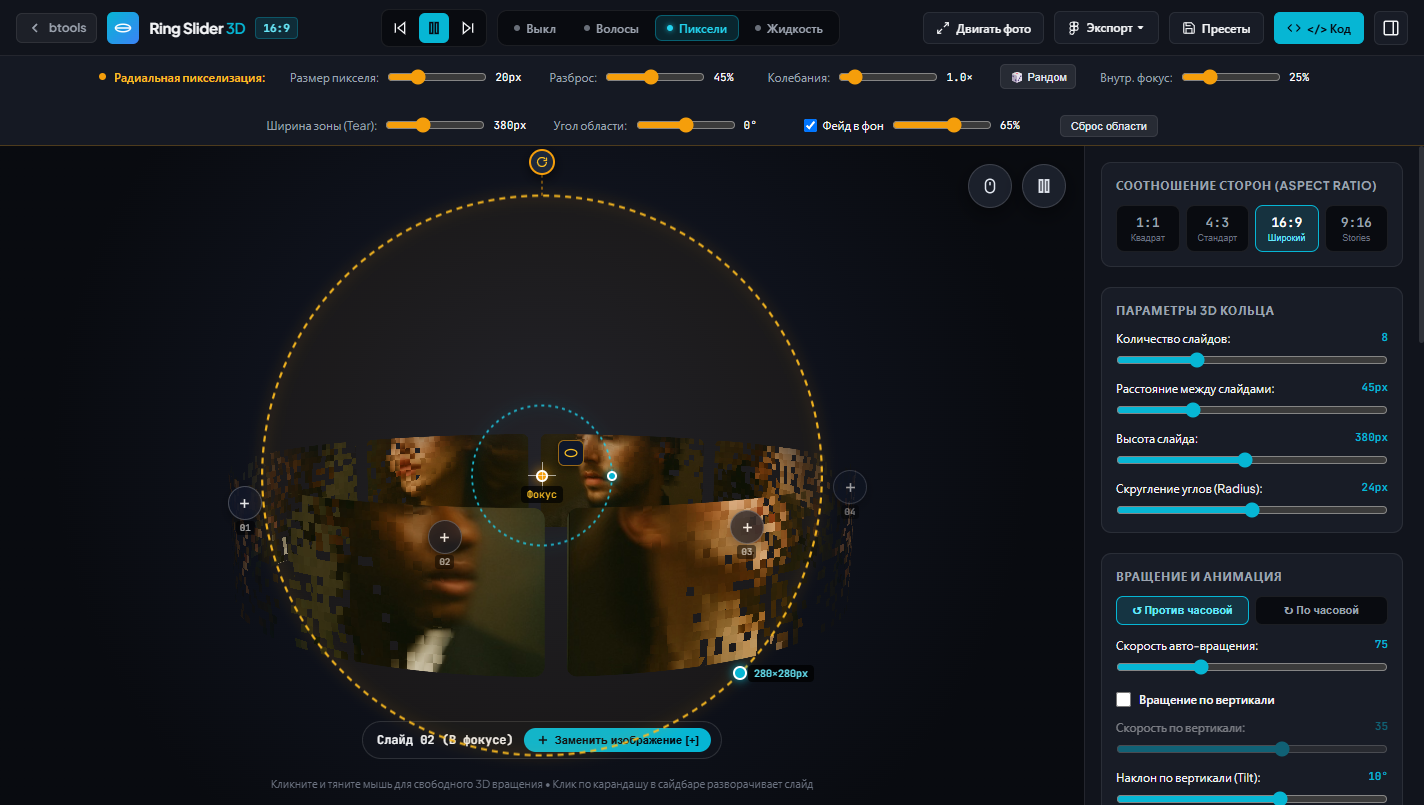 btools
Ring Slider 3D
16:9
Выкл
Волосы
Пиксели
Жидкость
Двигать фото
Экспорт
Пресеты
</> Код
Радиальная пикселизация:
Размер пикселя: 20px
Разброс: 45%
Колебания: 1.0×
Рандом
Внутр. фокус: 25%
Ширина зоны (Tear): 380px
Угол области: 0°
Фейд в фон 65%
Сброс области
Фокус
01
02
03
04
280×280px
Слайд 02 (В фокусе)
+ Заменить изображение [+]
Кликните и тяните мышь для свободного 3D вращения • Клик по карандашу в сайдбаре разворачивает слайд
СООТНОШЕНИЕ СТОРОН (ASPECT RATIO)
1:1
Квадрат
4:3
Стандарт
16:9
Широкий
9:16
Stories
ПАРАМЕТРЫ 3D КОЛЬЦА
Количество слайдов: 8
Расстояние между слайдами: 45px
Высота слайда: 380px
Скругление углов (Radius): 24px
ВРАЩЕНИЕ И АНИМАЦИЯ
↺ Против часовой
↻ По часовой
Скорость авто-вращения: 75
Вращение по вертикали
Скорость по вертикали: 35
Наклон по вертикали (Tilt): 10°